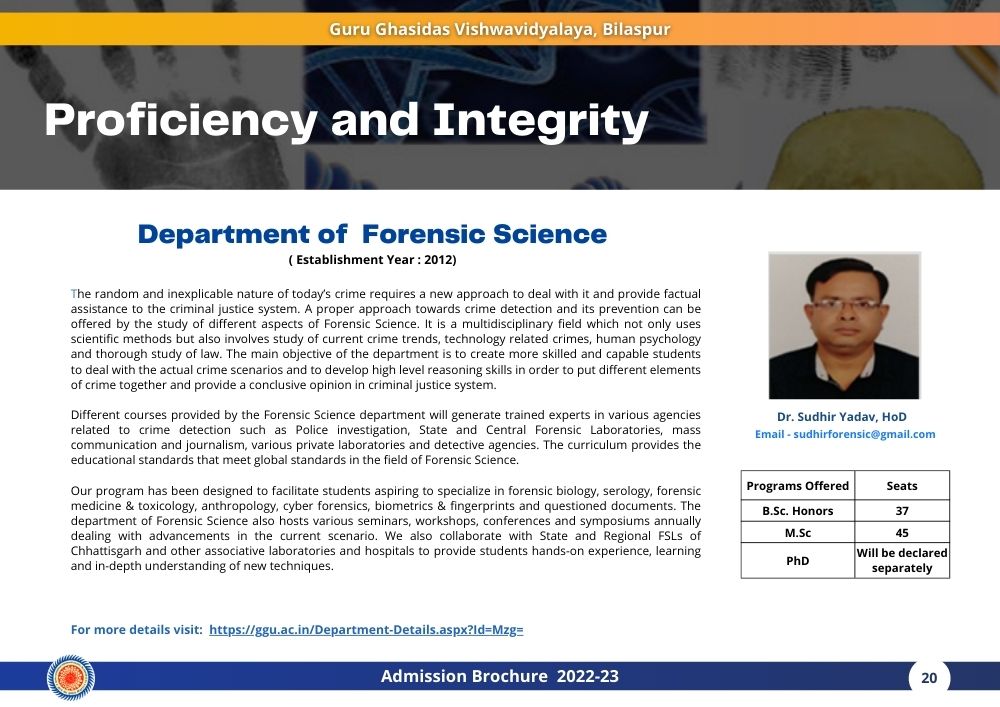 Guru Ghasidas Vishwavidyalaya, Bilaspur
Proficiency and Integrity
Department of Forensic Science
( Establishment Year : 2012)
The random and inexplicable nature of today’s crime requires a new approach to deal with it and provide factual
assistance to the criminal justice system. A proper approach towards crime detection and its prevention can be
offered by the study of different aspects of Forensic Science. It is a multidisciplinary field which not only uses
scientific methods but also involves study of current crime trends, technology related crimes, human psychology
and thorough study of law. The main objective of the department is to create more skilled and capable students
to deal with the actual crime scenarios and to develop high level reasoning skills in order to put different elements
of crime together and provide a conclusive opinion in criminal justice system.
Different courses provided by the Forensic Science department will generate trained experts in various agencies
related to crime detection such as Police investigation, State and Central Forensic Laboratories, mass
communication and journalism, various private laboratories and detective agencies. The curriculum provides the
educational standards that meet global standards in the field of Forensic Science.
Our program has been designed to facilitate students aspiring to specialize in forensic biology, serology, forensic
medicine & toxicology, anthropology, cyber forensics, biometrics & fingerprints and questioned documents. The
department of Forensic Science also hosts various seminars, workshops, conferences and symposiums annually
dealing with advancements in the current scenario. We also collaborate with State and Regional FSLs of
Chhattisgarh and other associative laboratories and hospitals to provide students hands-on experience, learning
and in-depth understanding of new techniques.
For more details visit: https://ggu.ac.in/Department-Details.aspx?Id=Mzg=
Dr. Sudhir Yadav, HoD
Email - sudhirforensic@gmail.com
Programs Offered Seats
B.Sc. Honors 37
M.Sc 45
PhD Will be declared
separately
Admission Brochure 2022-23
20